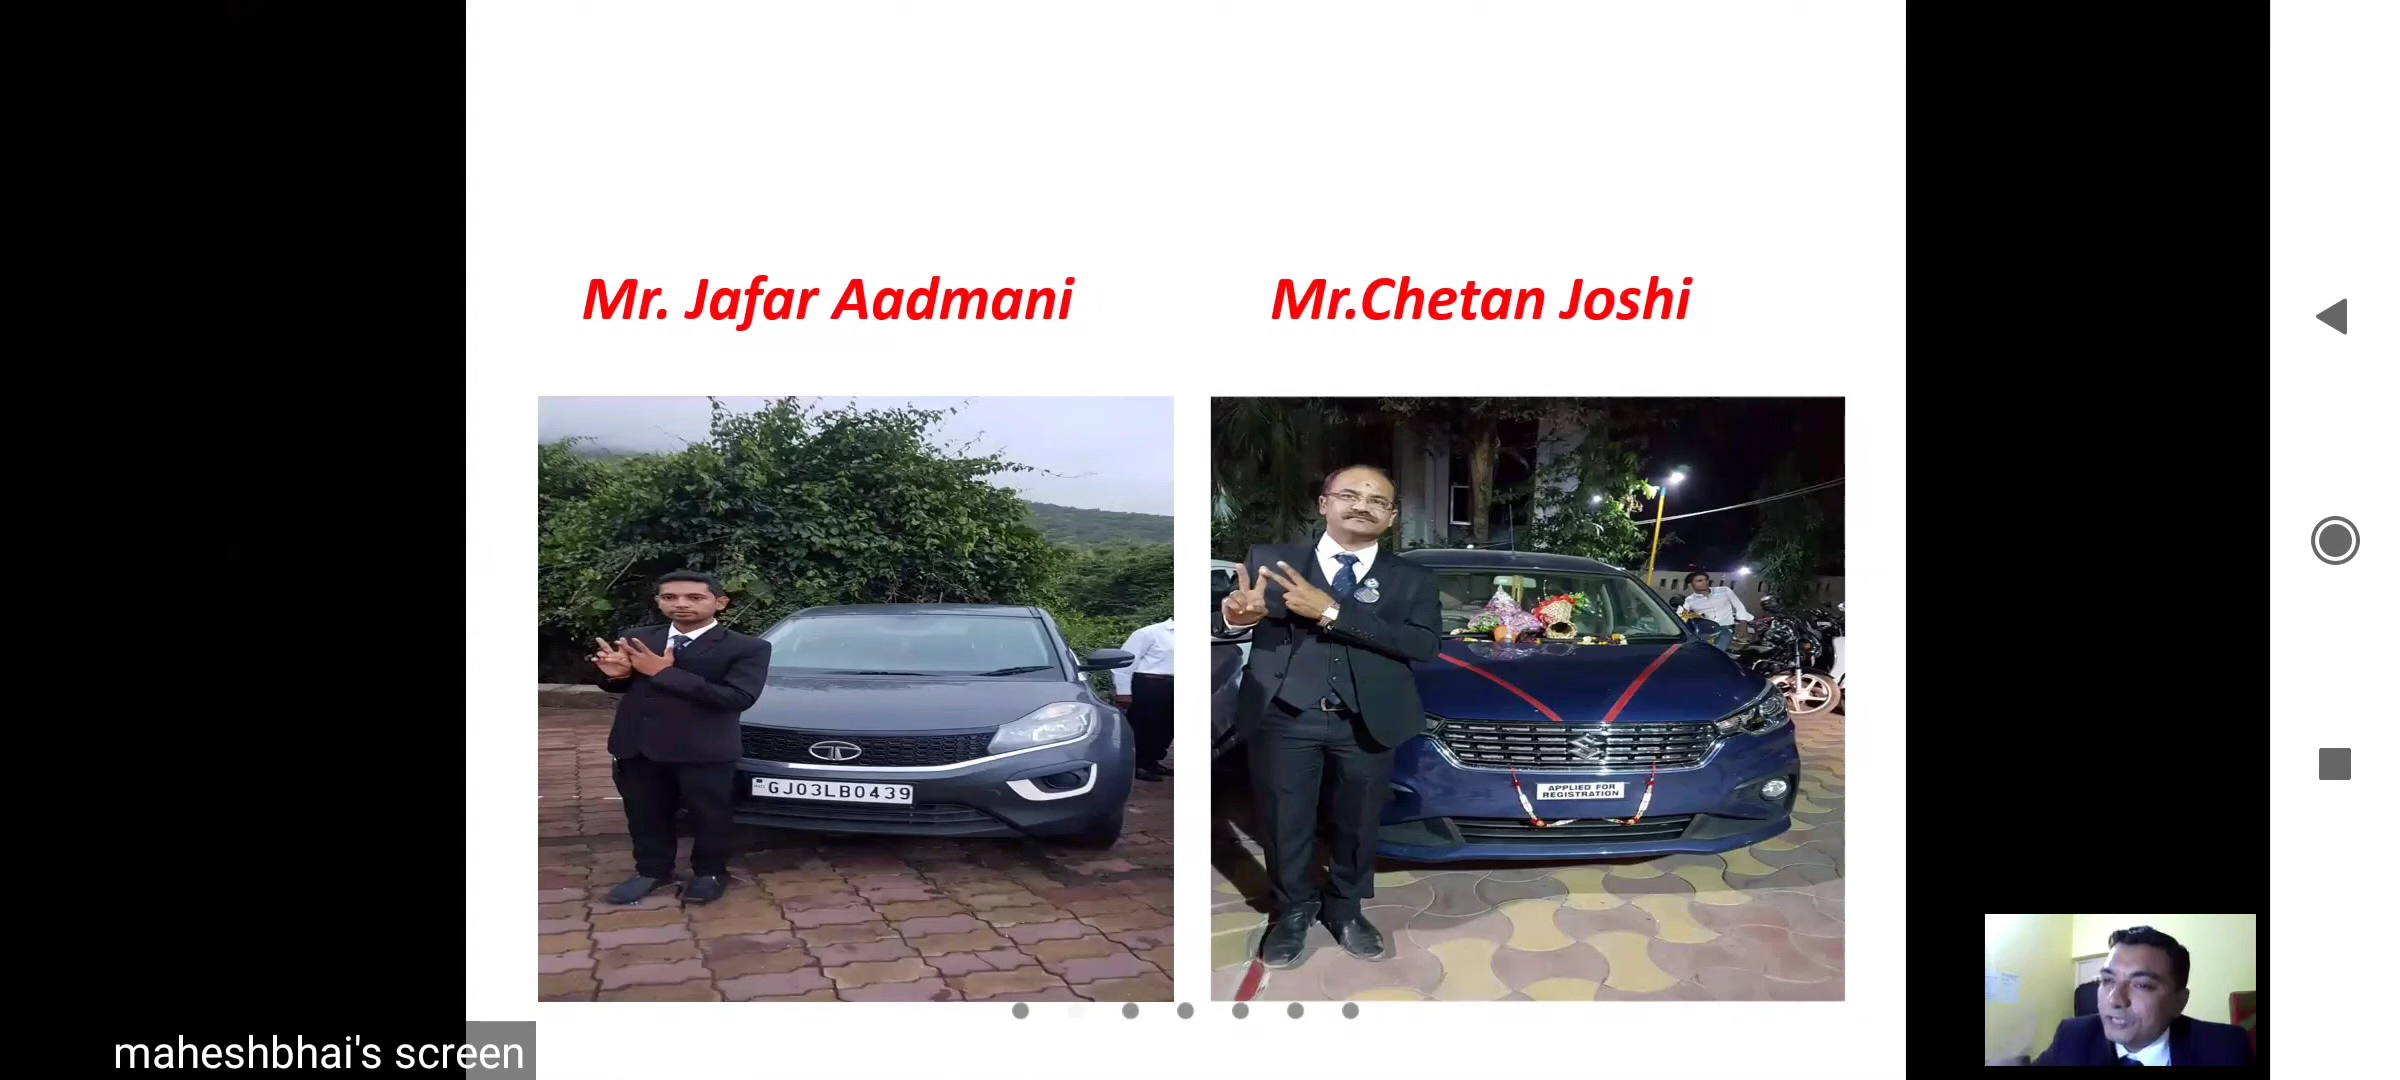 Mr. Jafar Aadmani
Mr.Chetan Joshi
GJ03LB0439
APPLIED FOR
REGISTRATION
maheshbhai's screen